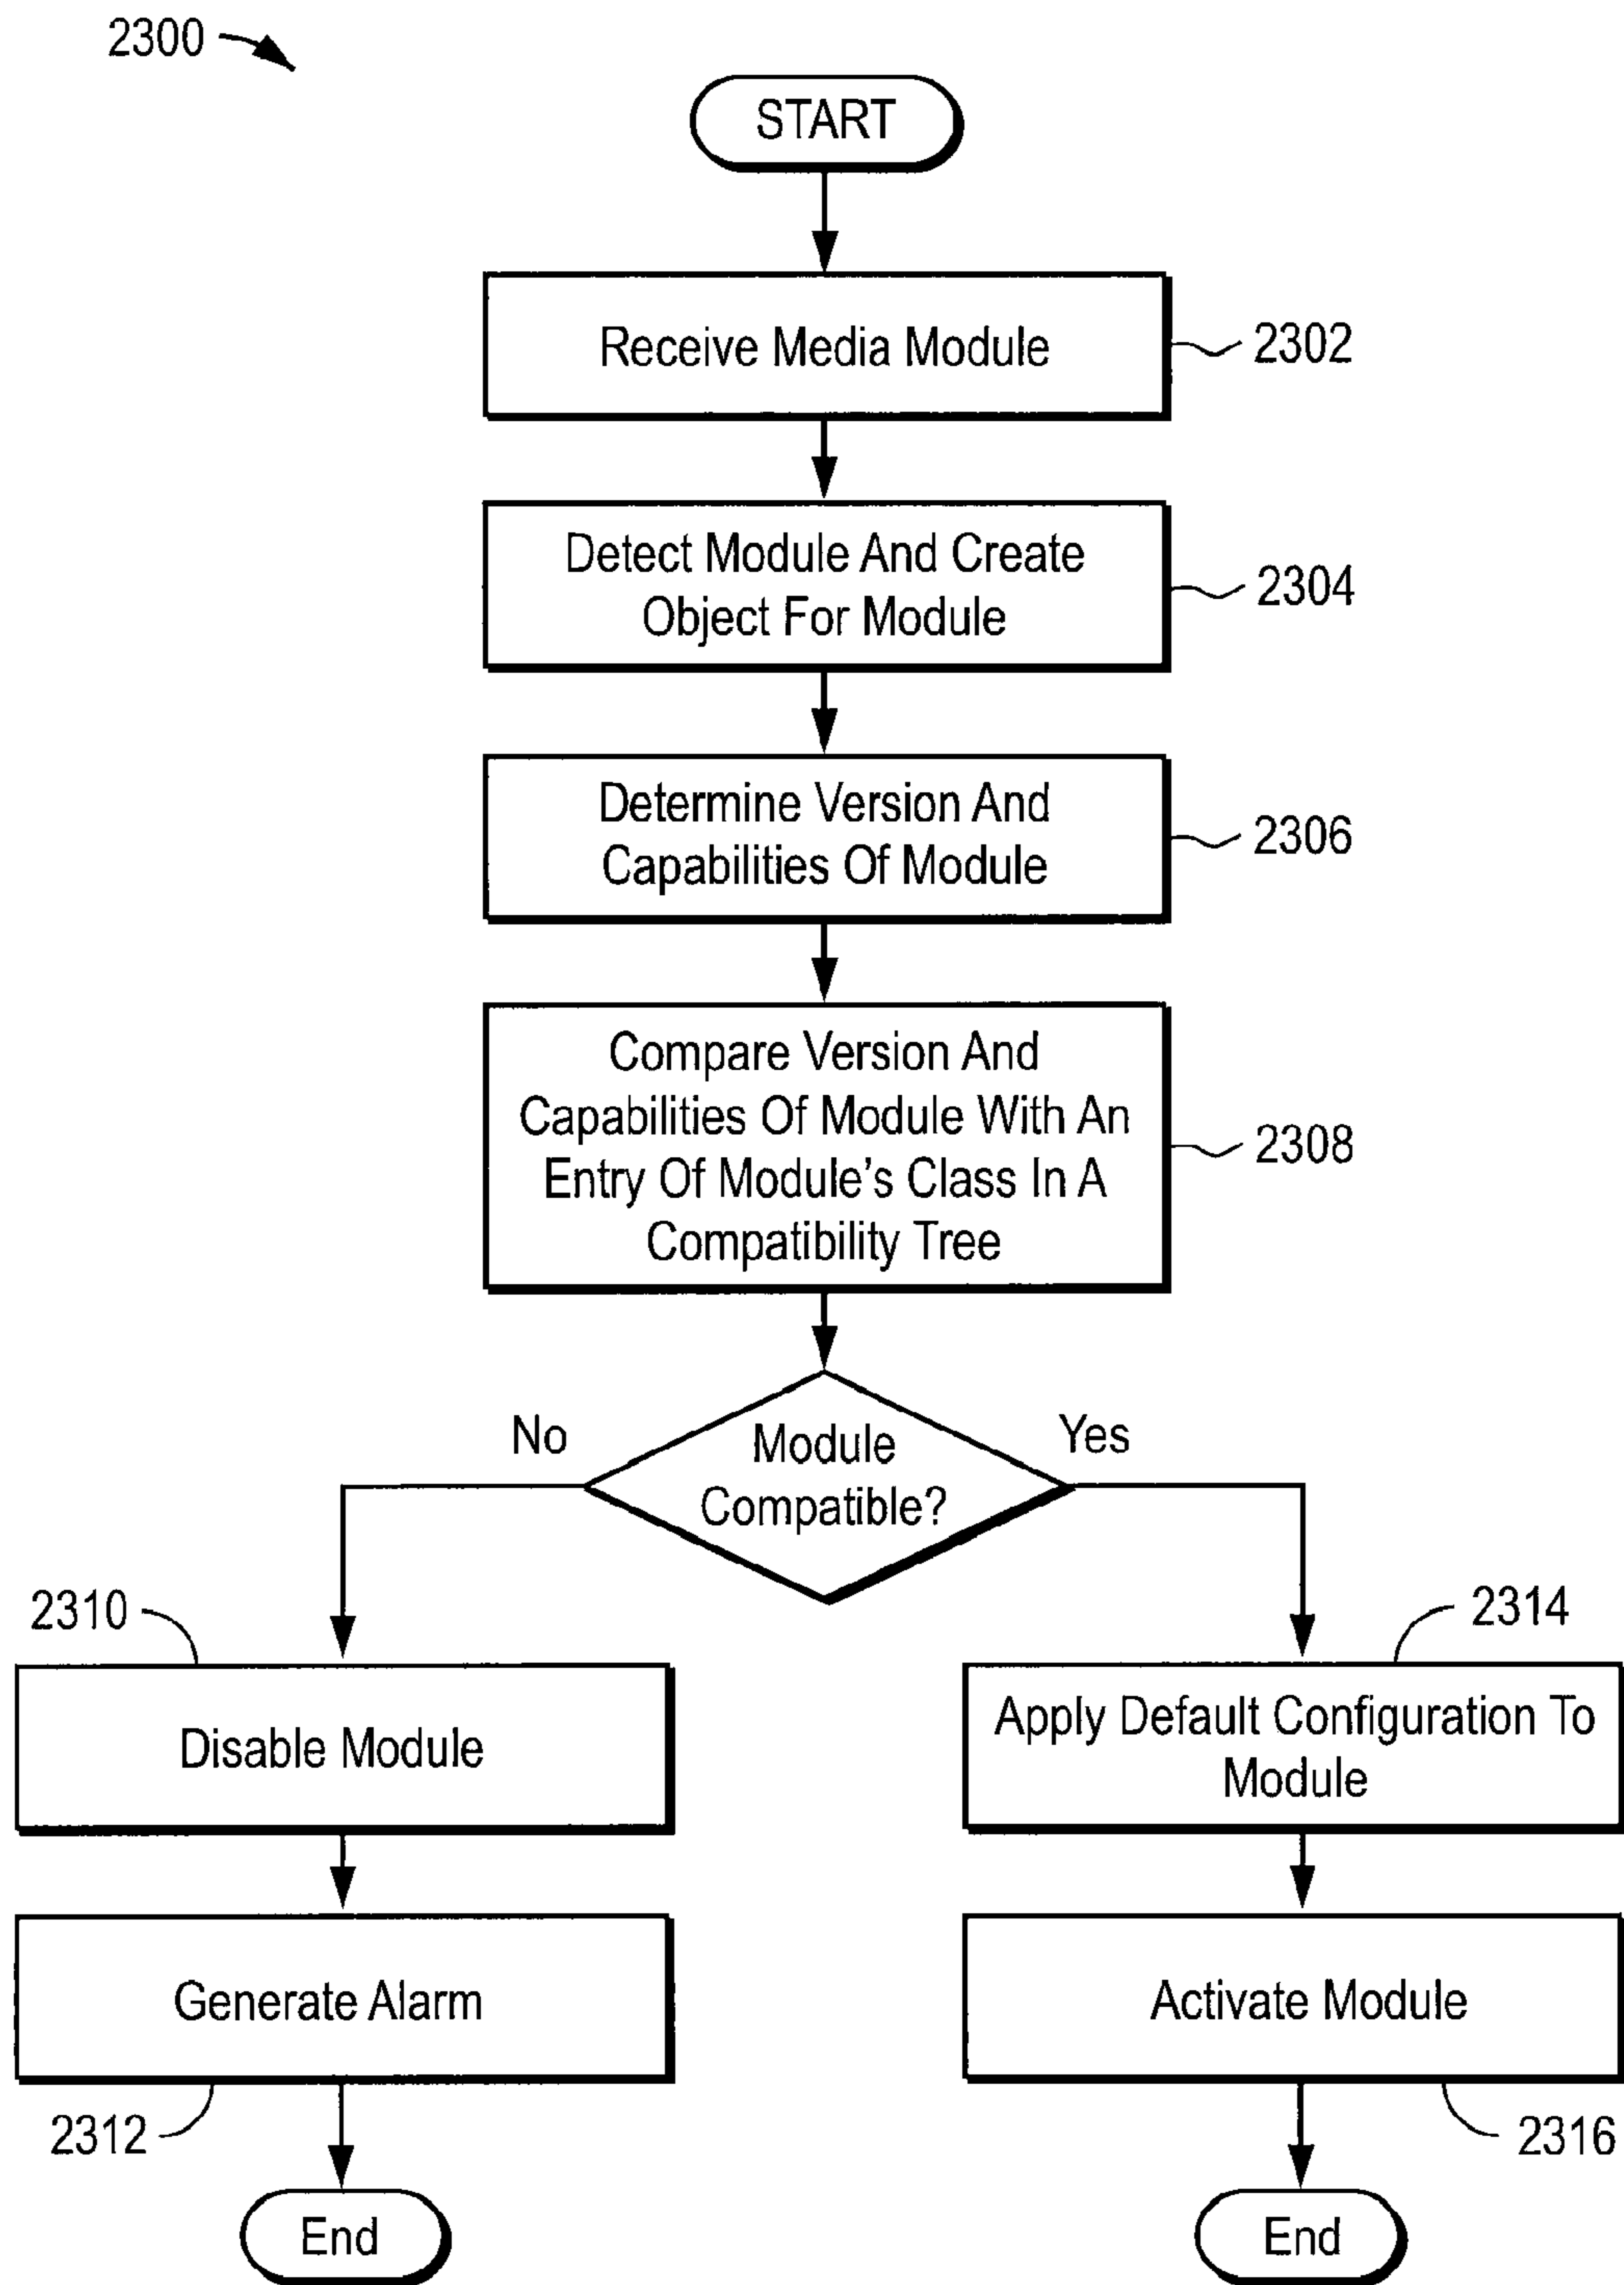 2300
START
Receive Media Module
2302
Detect Module And Create
Object For Module
2304
Determine Version And
Capabilities Of Module
2306
Compare Version And
Capabilities Of Module With An
Entry Of Module's Class In A
Compatibility Tree
2308
No
Module
Compatible?
Yes
2310
2314
Disable Module
Apply Default Configuration To
Module
Generate Alarm
Activate Module
2312
2316
End
End